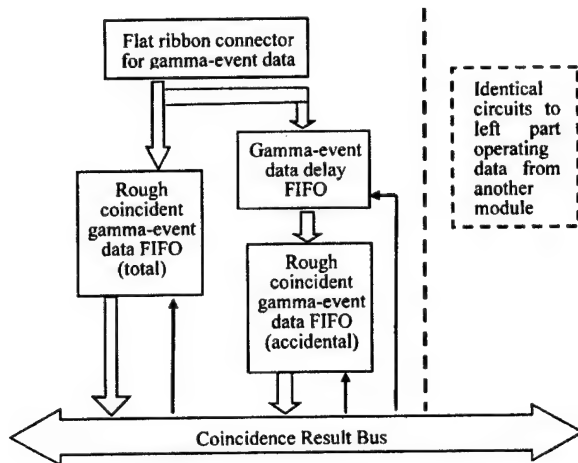 Flat ribbon connector
for gamma-event data
Identical
circuits to
left part
operating
data from
another
module
Gamma-event
data delay
FIFO
Rough
coincident
gamma-event
data FIFO
(total)
Rough
coincident
gamma-event
data FIFO
(accidental)
Coincidence Result Bus